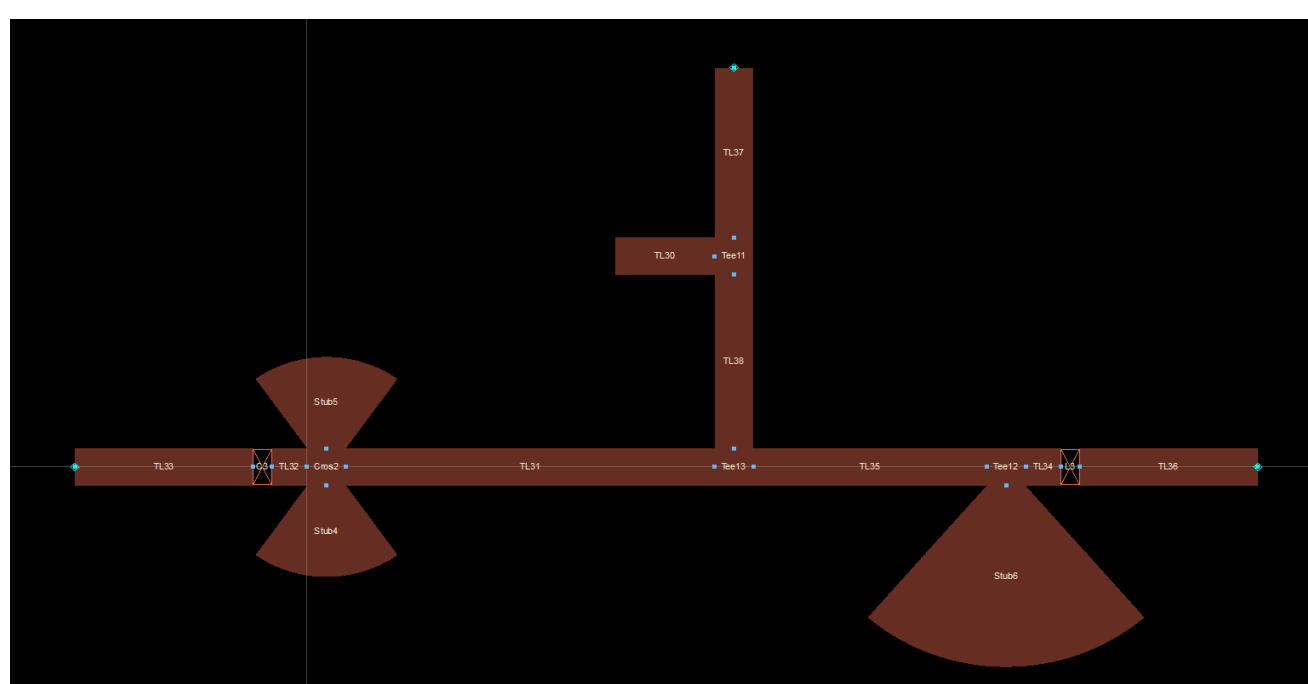 TL37
TL30 Tee11
TL38
Stub5
TL33 C3 TL32 Cros2 TL31 Tee13 TL35 Tee12 TL34 L3 TL36
Stub4
Stub6